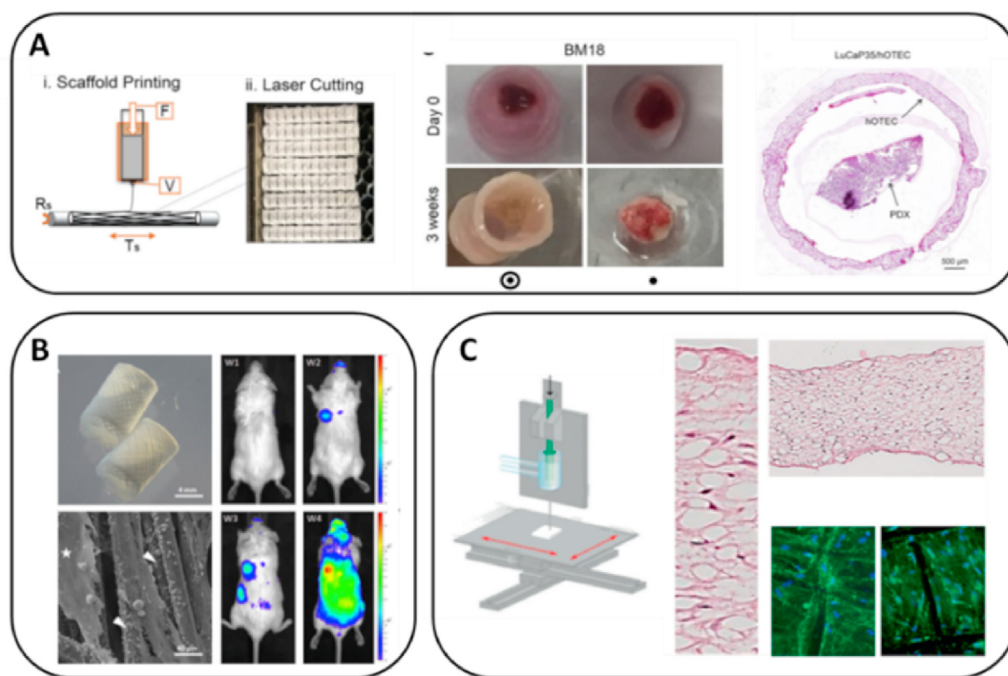 A
i. Scaffold Printing
F
V
Rs
Ts
ii. Laser Cutting
BM18
Day 0
3 weeks
LuCaP35/hOTEC
hOTEC
PDX
500 µm
B
4 mm
W1
W2
W3
W4
C